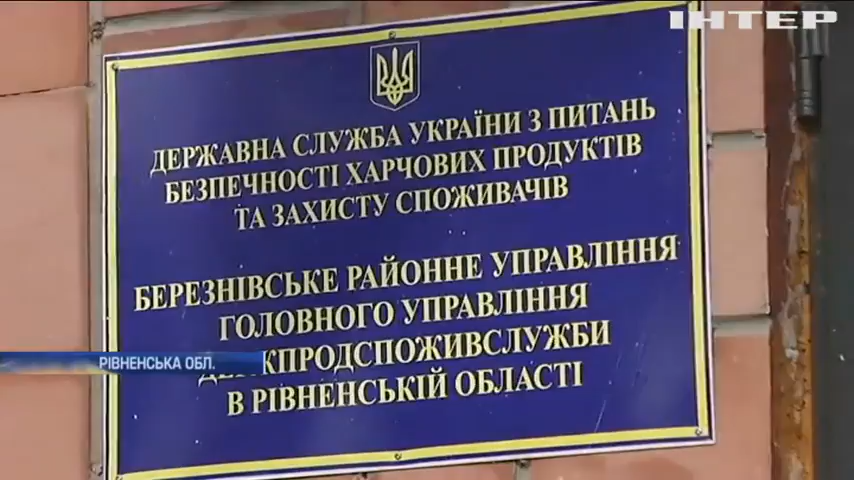 ІНТЕР
ДЕРЖАВНА СЛУЖБА УКРАЇНИ З ПИТАНЬ
БЕЗПЕЧНОСТІ ХАРЧОВИХ ПРОДУКТІВ
ТА ЗАХИСТУ СПОЖИВАЧІВ
БЕРЕЗНІВСЬКЕ РАЙОННЕ УПРАВЛІННЯ
ГОЛОВНОГО УПРАВЛІННЯ
РІВНЕНСЬКА ОБЛ.
В РІВНЕНСЬКІЙ ОБЛАСТІ